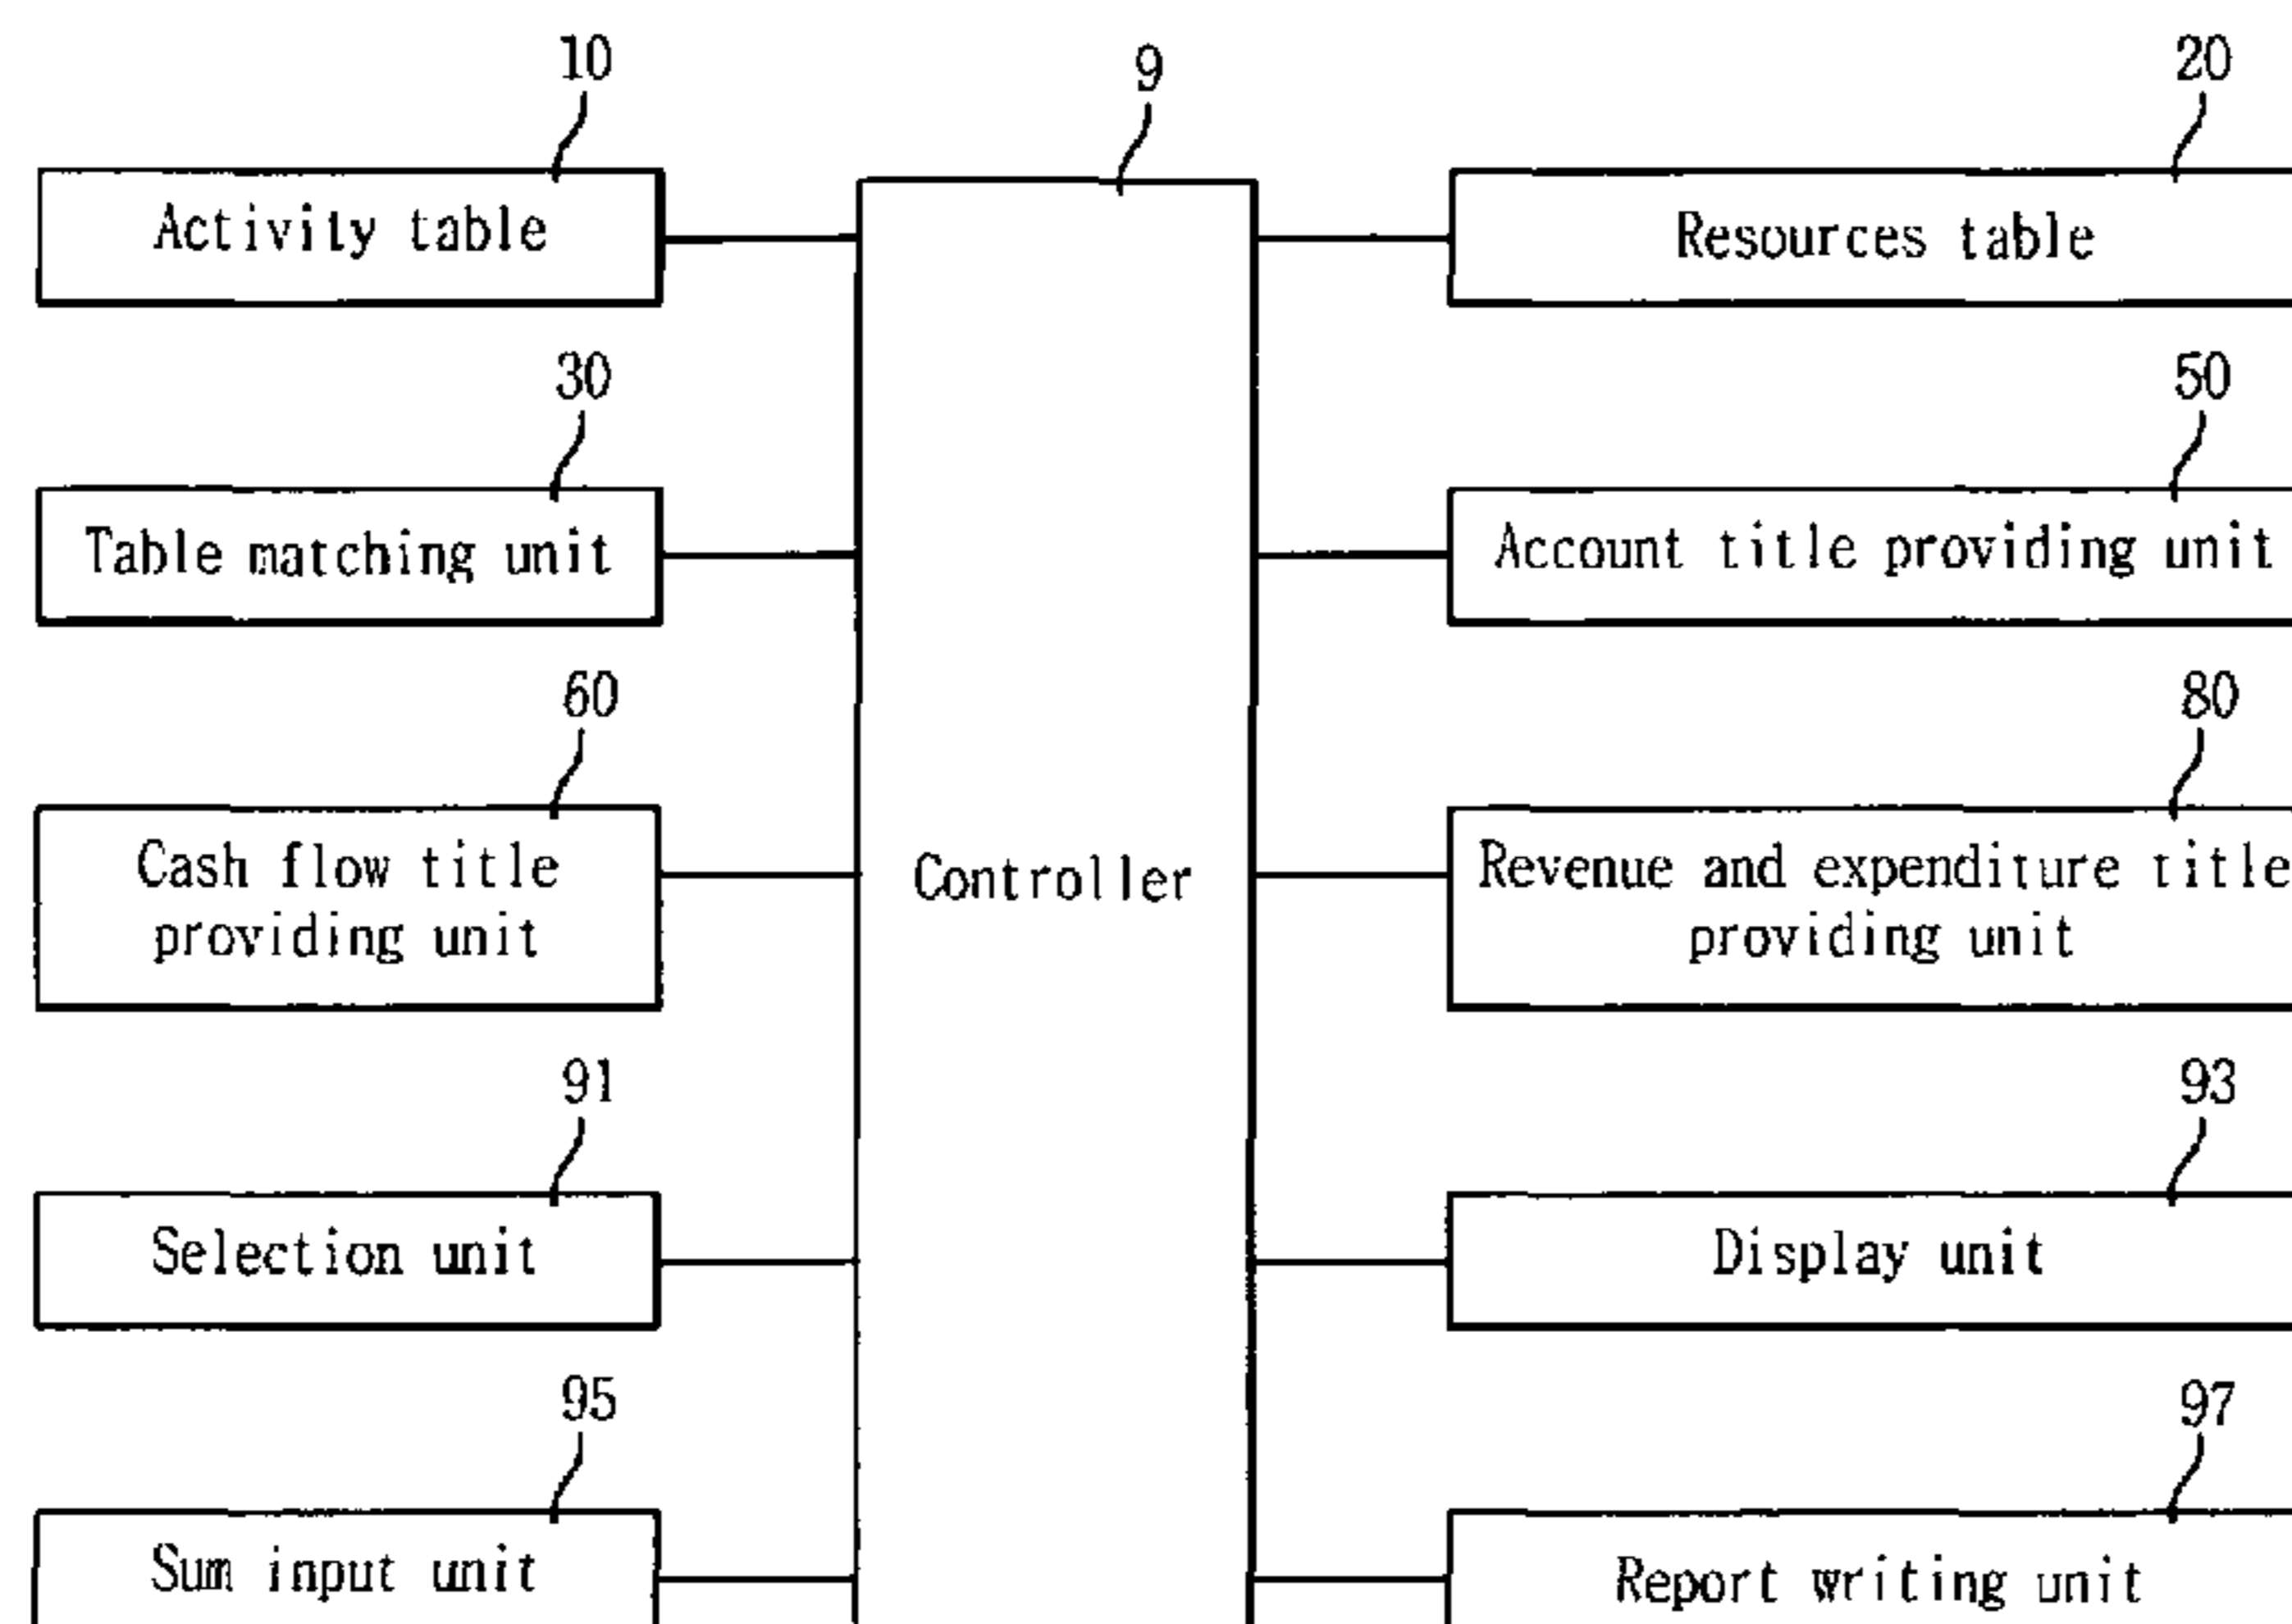 10
9
20
Activity table
Resources table
30
50
Table matching unit
Account title providing unit
60
80
Cash flow title
providing unit
Controller
Revenue and expenditure title
providing unit
91
93
Selection unit
Display unit
95
97
Sum input unit
Report writing unit